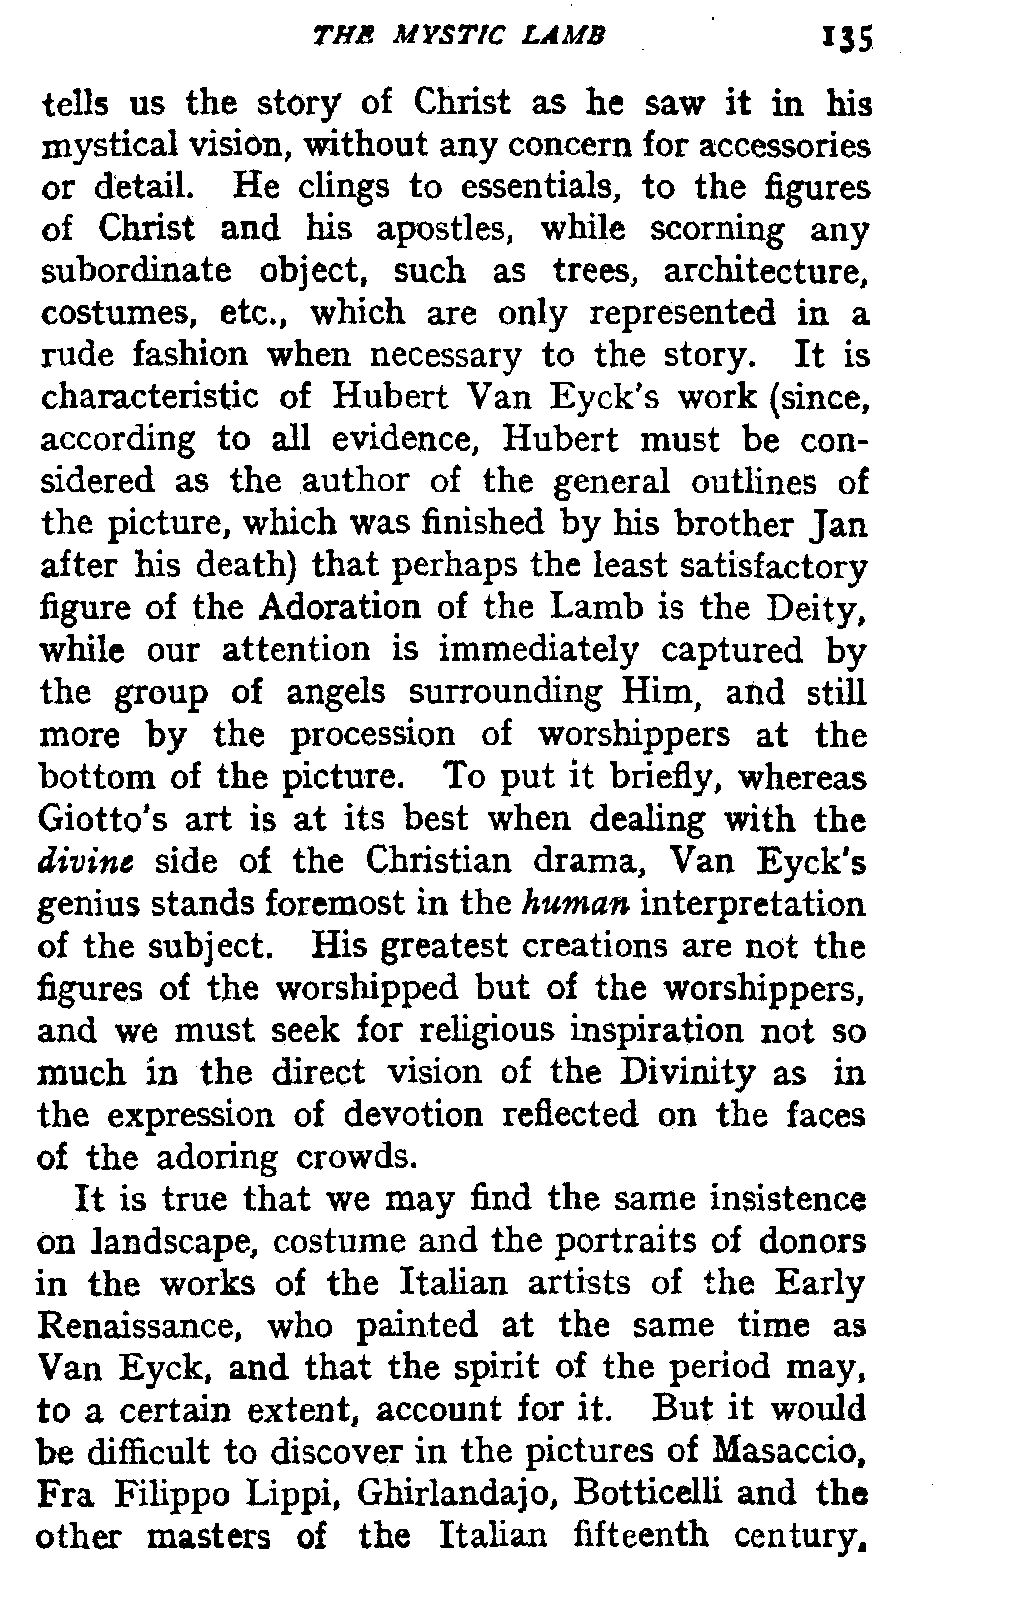 THE MYSTIC LAMB 135
tells us the story of Christ as he saw it in his
mystical vision, without any concern for accessories
or detail. He clings to essentials, to the figures
of Christ and his apostles, while scorning any
subordinate object, such as trees, architecture,
costumes, etc., which are only represented in a
rude fashion when necessary to the story. It is
characteristic of Hubert Van Eyck's work (since,
according to all evidence, Hubert must be con-
sidered as the author of the general outlines of
the picture, which was finished by his brother Jan
after his death) that perhaps the least satisfactory
figure of the Adoration of the Lamb is the Deity,
while our attention is immediately captured by
the group of angels surrounding Him, and still
more by the procession of worshippers at the
bottom of the picture. To put it briefly, whereas
Giotto's art is at its best when dealing with the
divine side of the Christian drama, Van Eyck's
genius stands foremost in the human interpretation
of the subject. His greatest creations are not the
figures of the worshipped but of the worshippers,
and we must seek for religious inspiration not so
much in the direct vision of the Divinity as in
the expression of devotion reflected on the faces
of the adoring crowds.
It is true that we may find the same insistence
on landscape, costume and the portraits of donors
in the works of the Italian artists of the Early
Renaissance, who painted at the same time as
Van Eyck, and that the spirit of the period may,
to a certain extent, account for it. But it would
be difficult to discover in the pictures of Masaccio,
Fra Filippo Lippi, Ghirlandajo, Botticelli and the
other masters of the Italian fifteenth century,